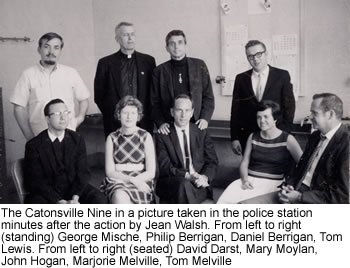 The Catonsville Nine in a picture taken in the police station
minutes after the action by Jean Walsh. From left to right
(standing) George Mische, Philip Berrigan, Daniel Berrigan, Tom
Lewis. From left to right (seated) David Darst, Mary Moylan,
John Hogan, Marjorie Melville, Tom Melville